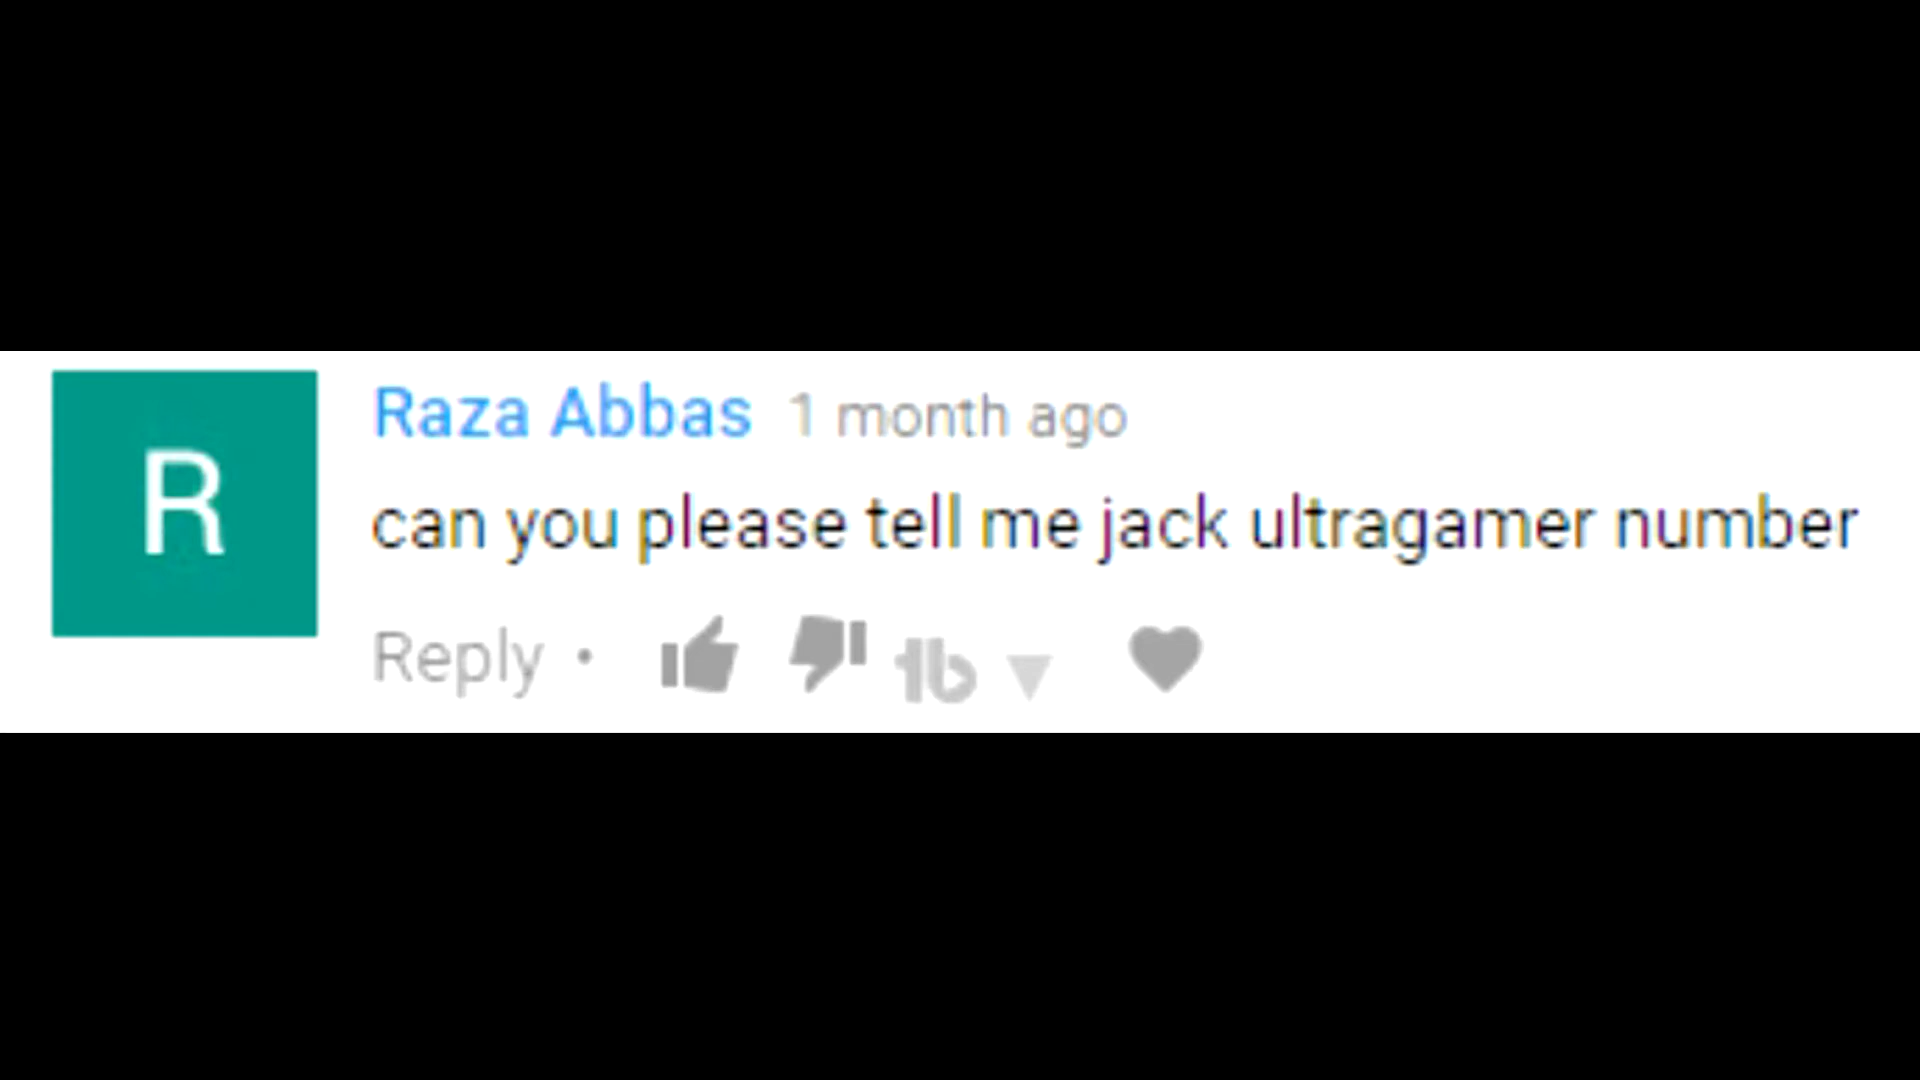 R
Raza Abbas 1 month ago
can you please tell me jack ultragamer number
Reply •